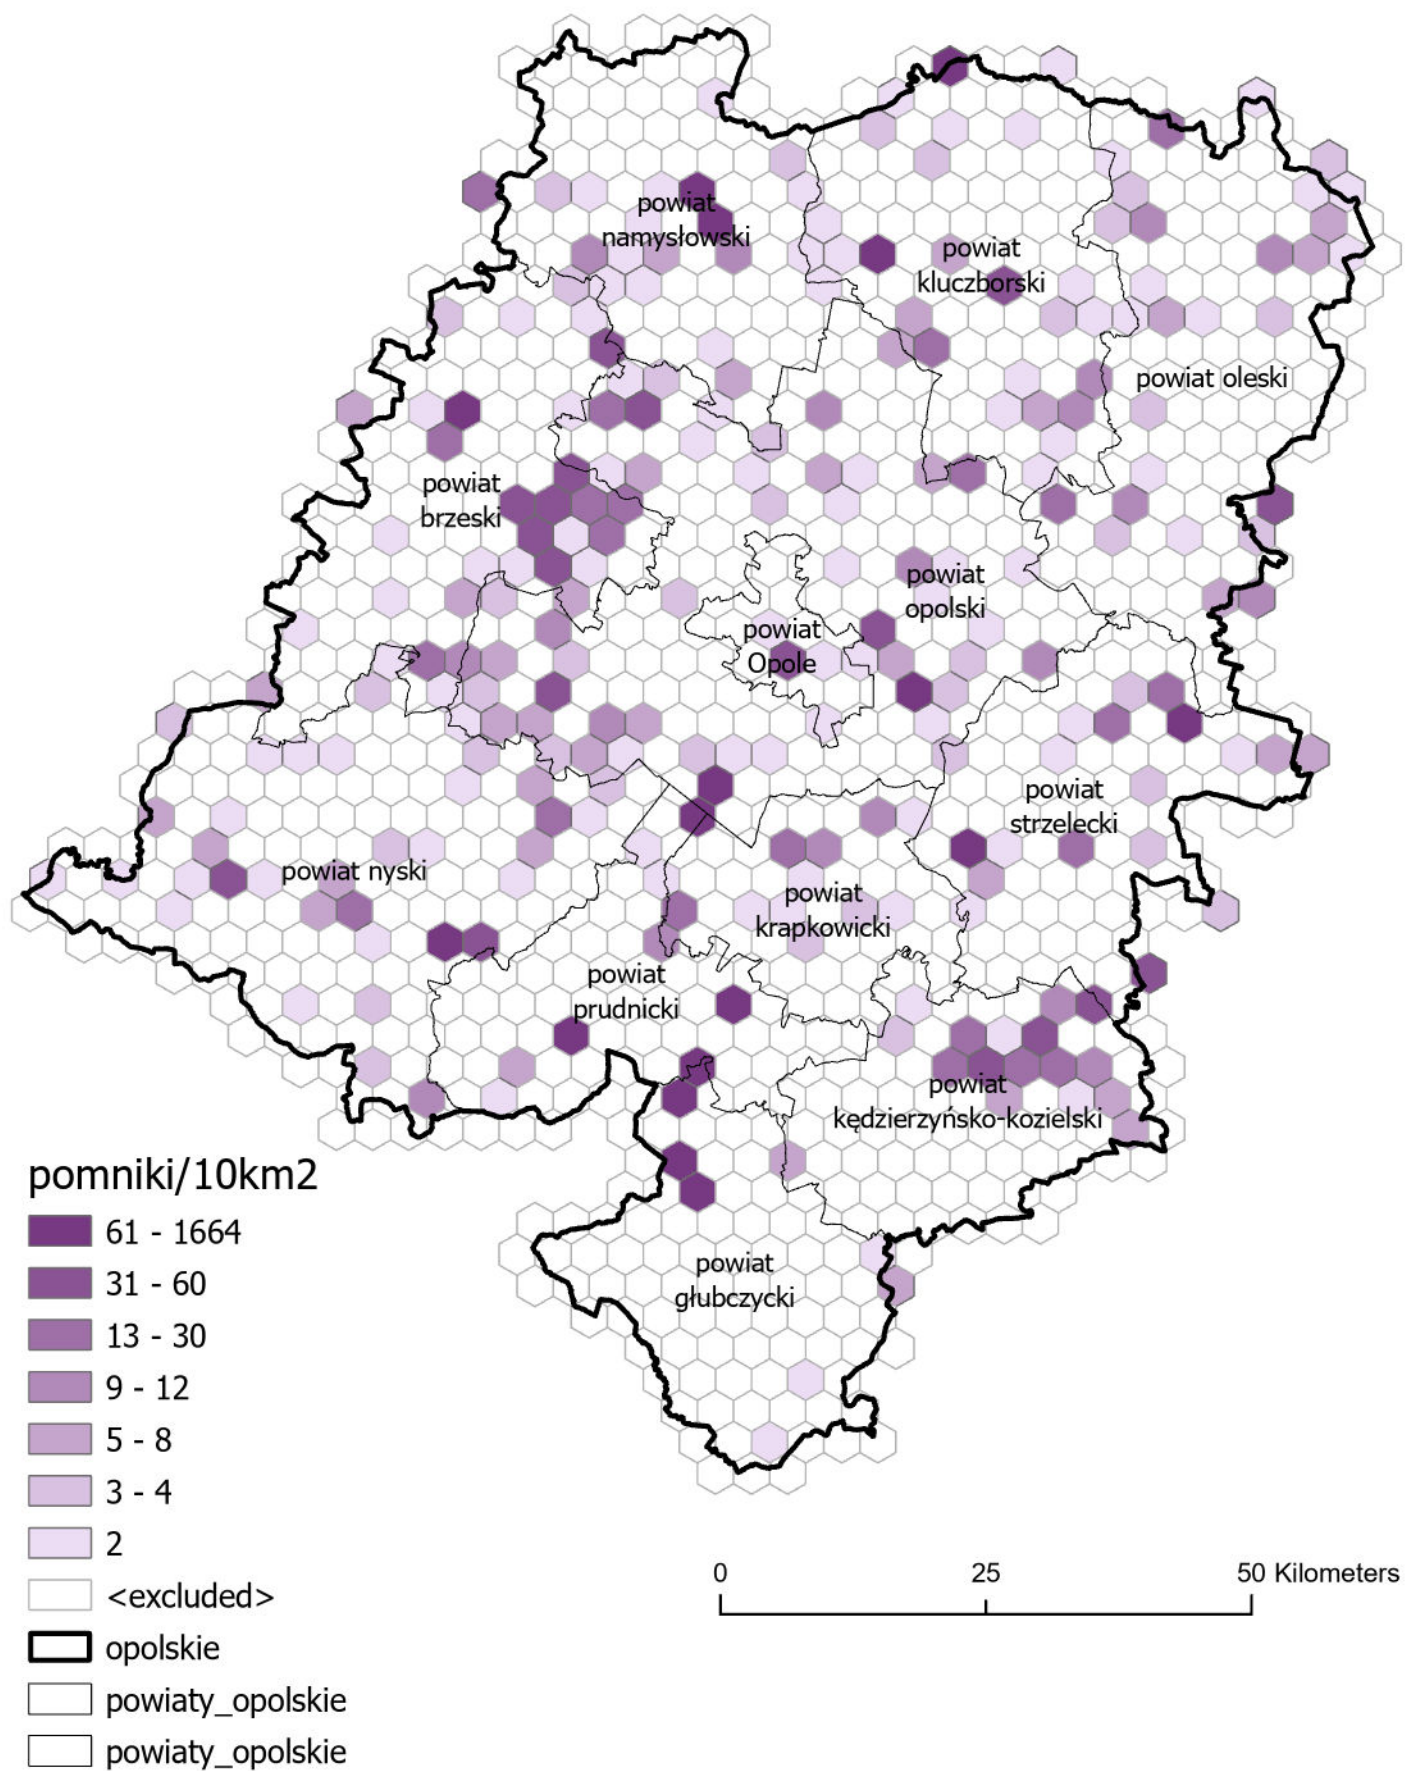 powiat
namysłowski
powiat
kluczborski
powiat oleski
powiat
brzeski
powiat
opolski
powiat
Opole
powiat
strzelecki
powiat nyski
powiat
krapkowicki
powiat
prudnicki
powiat
kędzierzyńsko-kozielski
powiat
głubczycki
pomniki/10km2
61 - 1664
31 - 60
13 - 30
9 - 12
5 - 8
3 - 4
2
<excluded>
opolskie
powiaty_opolskie
powiaty_opolskie
0 25 50 Kilometers